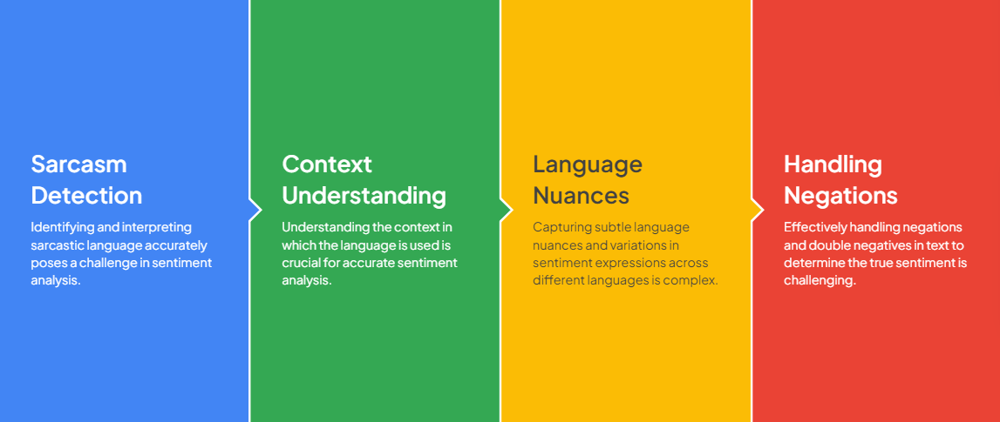 Sarcasm
Detection
Identifying and interpreting
sarcastic language accurately
poses a challenge in sentiment
analysis.
Context
Understanding
Understanding the context in
which the language is used is
crucial for accurate sentiment
analysis.
Language
Nuances
Capturing subtle language
nuances and variations in
sentiment expressions across
different languages is complex.
Handling
Negations
Effectively handling negations
and double negatives in text to
determine the true sentiment is
challenging.